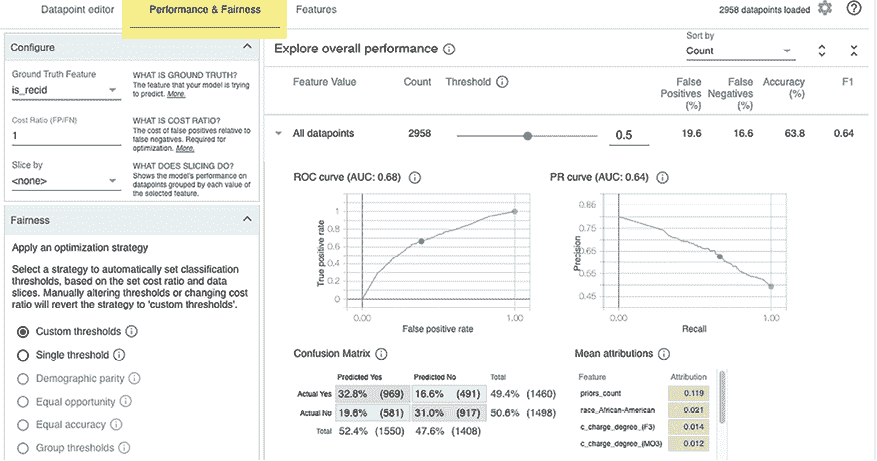 Datapoint editor
Performance & Fairness
Features
2958 datapoints loaded
Configure
Ground Truth Feature
is_recid
WHAT IS GROUND TRUTH?
The feature that your model is trying
to predict. More.
Cost Ratio (FP/FN)
1
WHAT IS COST RATIO?
The cost of false positives relative to
false negatives. Required for
optimization. More.
Slice by
<none>
WHAT DOES SLICING DO?
Shows the model's performance on
datapoints grouped by each value of
the selected feature.
Fairness
Apply an optimization strategy
Select a strategy to automatically set classification
thresholds, based on the set cost ratio and data
slices. Manually altering thresholds or changing cost
ratio will revert the strategy to 'custom thresholds'.
Custom thresholds
Single threshold
Demographic parity
Equal opportunity
Equal accuracy
Group thresholds
Explore overall performance
Sort by
Count
Feature Value Count Threshold False Positives (%) False Negatives (%) Accuracy (%) F1
All datapoints 2958 0.5 19.6 16.6 63.8 0.64
ROC curve (AUC: 0.68)
True positive rate
1
0.8
0.6
0.4
0.2
0
0.00 1.00
False positive rate
PR curve (AUC: 0.64)
Precision
0.85
0.75
0.65
0.55
0.45
0.00 1.00
Recall
Confusion Matrix
Predicted Yes Predicted No Total
Actual Yes 32.8% (969) 16.6% (491) 49.4% (1460)
Actual No 19.6% (581) 31.0% (917) 50.6% (1498)
Total 52.4% (1550) 47.6% (1408)
Mean attributions
Feature Attribution
priors_count 0.119
race_African-American 0.021
c_charge_degree_(F3) 0.014
c_charge_degree_(MO3) 0.012